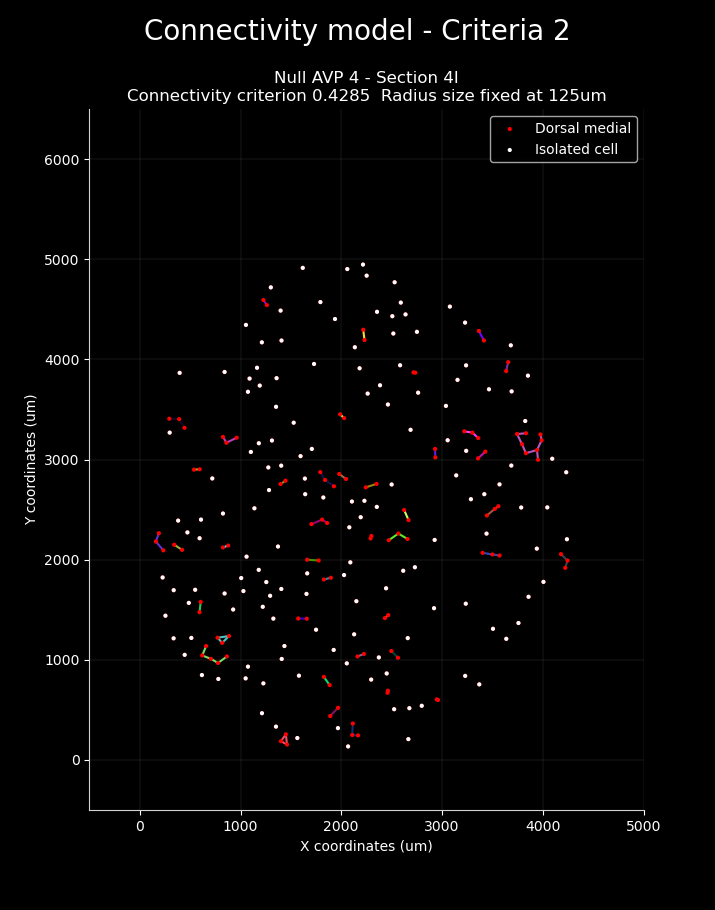 Connectivity model - Criteria 2
Null AVP 4 - Section 4I
Connectivity criterion 0.4285  Radius size fixed at 125um
Dorsal medial
Isolated cell
6000
5000
4000
3000
2000
1000
0
Y coordinates (um)
0 1000 2000 3000 4000 5000
X coordinates (um)